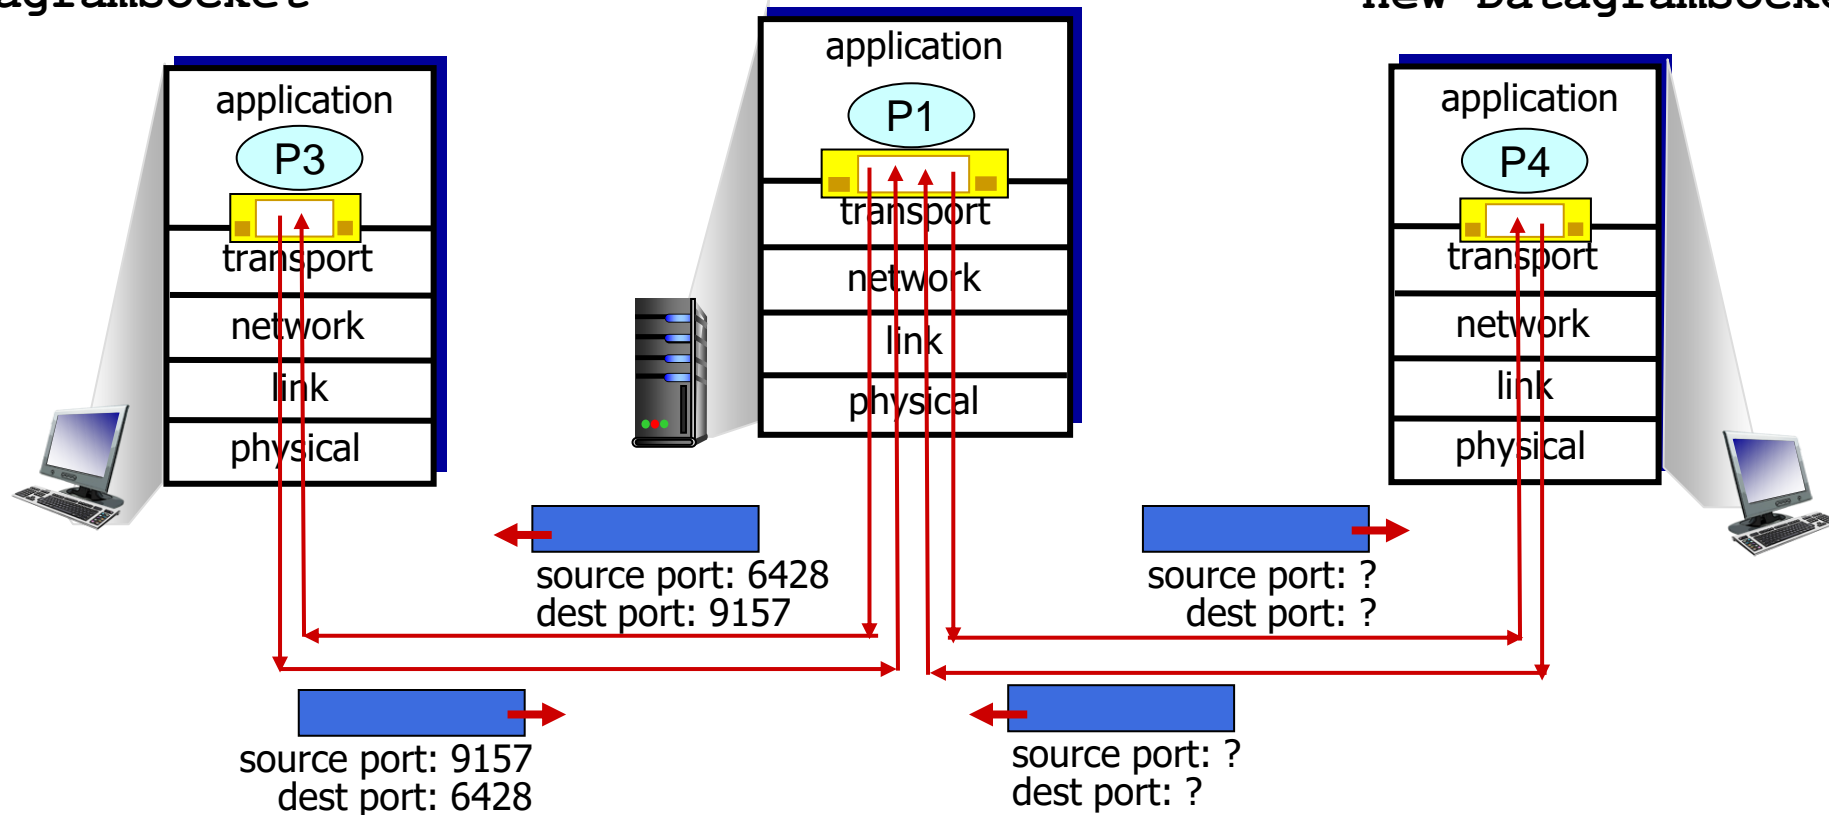 application
P3
transport
network
link
physical
application
P1
transport
network
link
physical
application
P4
transport
network
link
physical
source port: 6428
dest port: 9157
source port: ?
dest port: ?
source port: 9157
dest port: 6428
source port: ?
dest port: ?